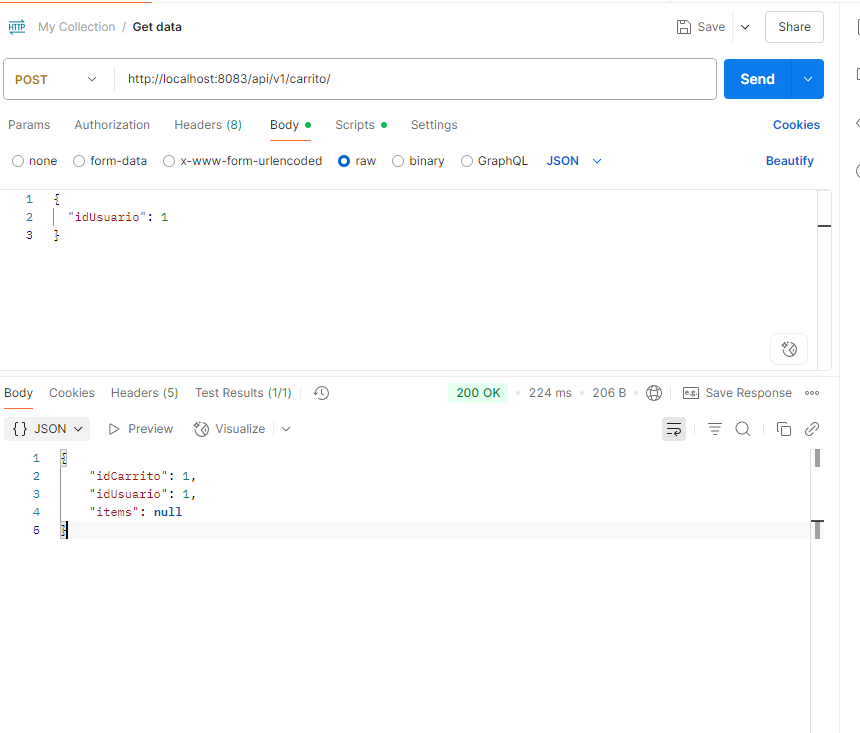 HTTP My Collection / Get data Save Share
POST http://localhost:8083/api/v1/carrito/ Send
Params Authorization Headers (8) Body Scripts Settings Cookies
none form-data x-www-form-urlencoded raw binary GraphQL JSON Beautify
1 {
2 "idUsuario": 1
3 }
Body Cookies Headers (5) Test Results (1/1) 200 OK 224 ms 206 B e.g. Save Response
{} JSON Preview Visualize
1 {
2 "idCarrito": 1,
3 "idUsuario": 1,
4 "items": null
5 }